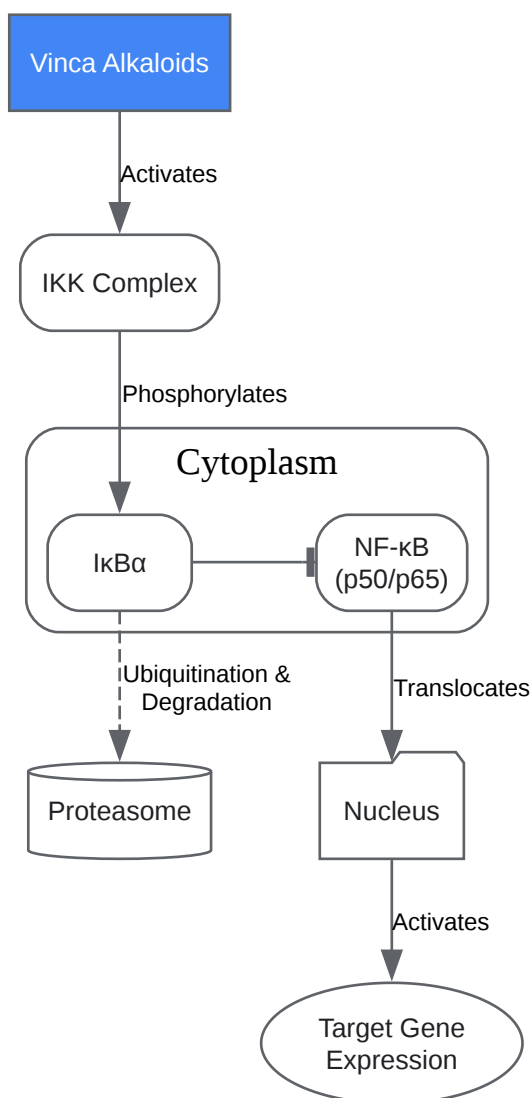 Vinca Alkaloids
Activates
IKK Complex
Phosphorylates
Cytoplasm
IκBα
NF-κB
(p50/p65)
Ubiquitination &
Degradation
Translocates
Proteasome
Nucleus
Activates
Target Gene
Expression